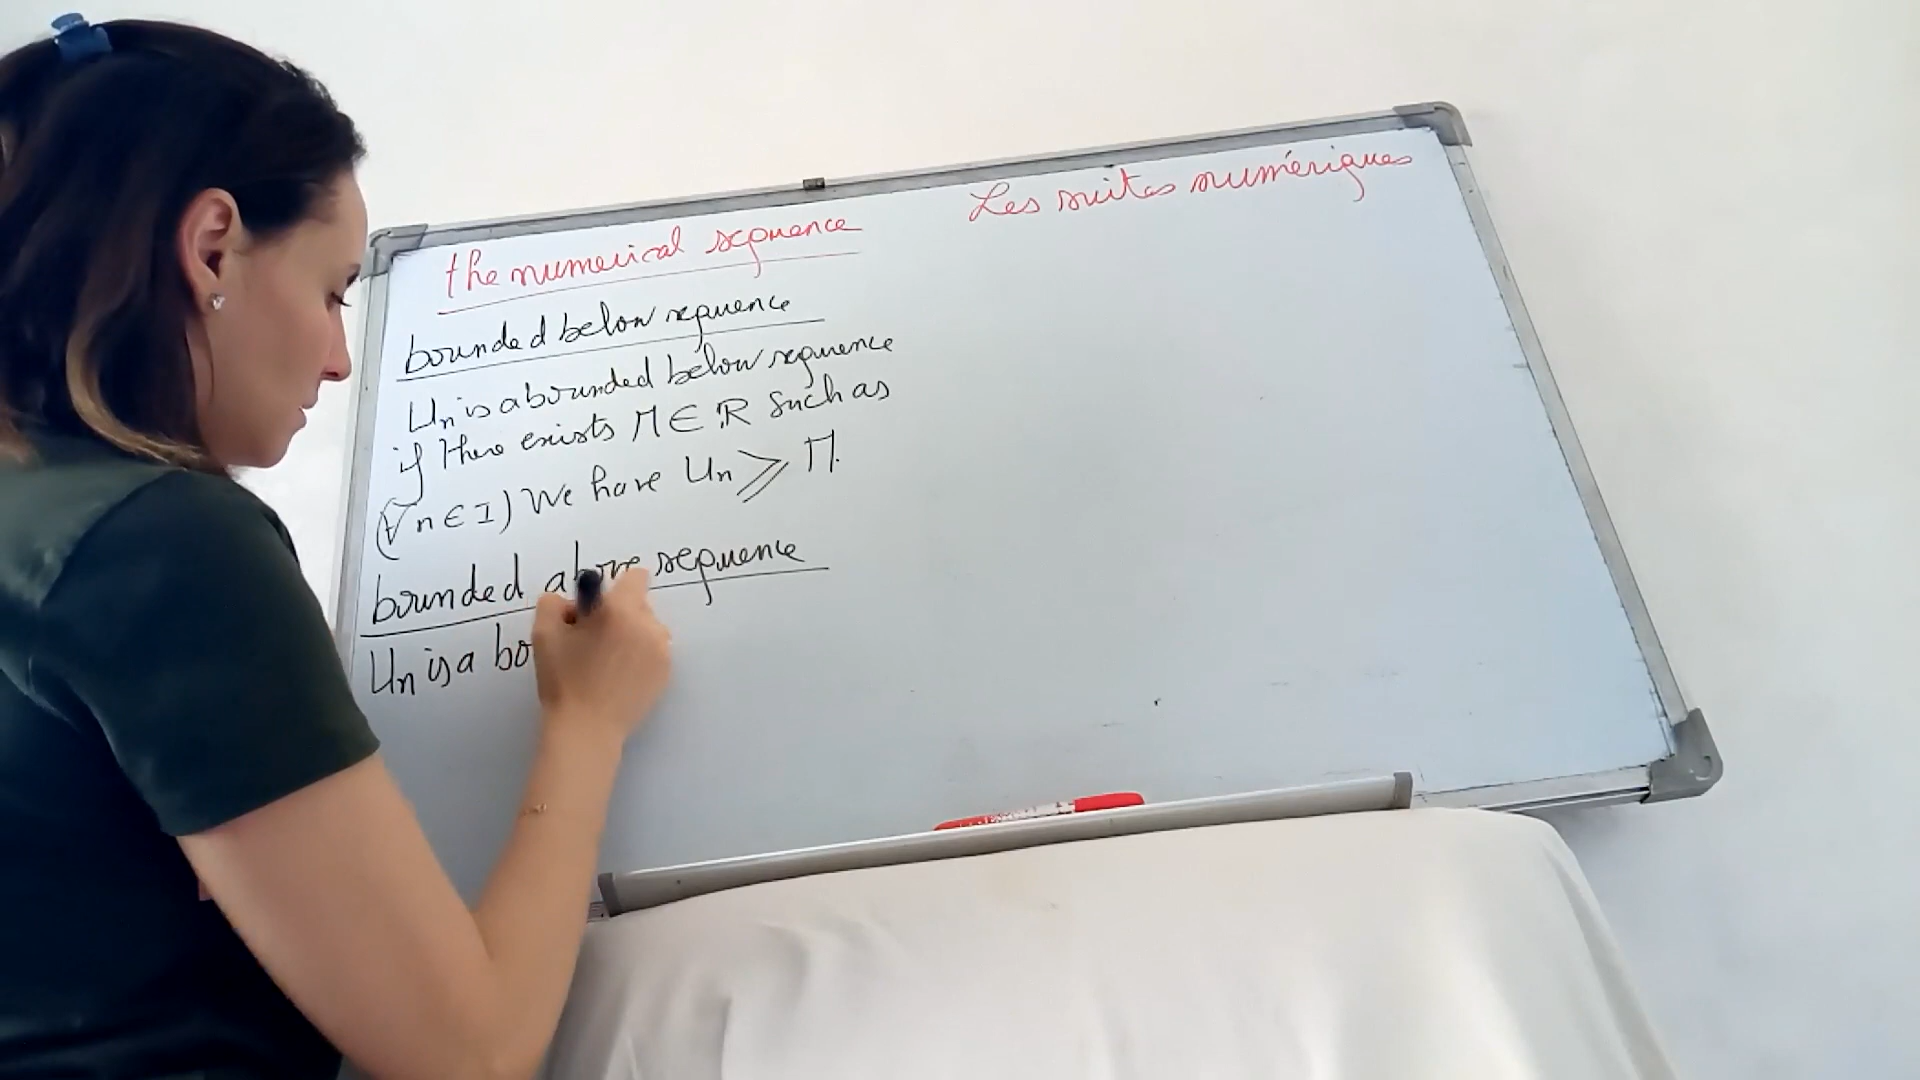 Les suites numériques
the numerical sequence
bounded below sequence
Un is a bounded below sequence
if there exists M ∈ ℝ such as
(∀ n ∈ I) We have Un ⩾ M.
bounded above sequence
Un is a bo